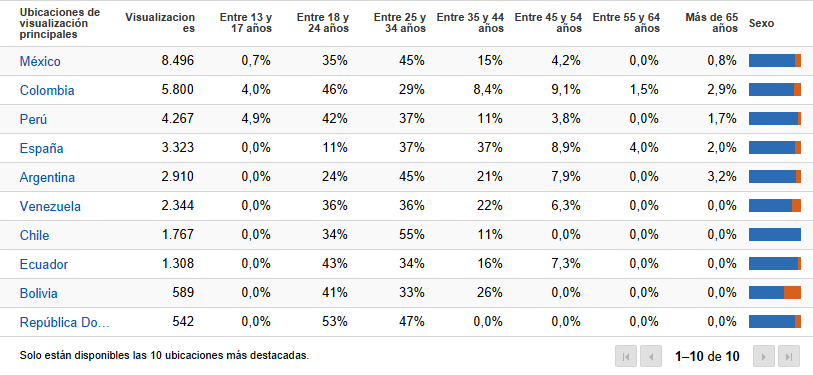 Ubicaciones de visualización principales Visualizaciones Entre 13 y 17 años Entre 18 y 24 años Entre 25 y 34 años Entre 35 y 44 años Entre 45 y 54 años Entre 55 y 64 años Más de 65 años Sexo
México 8.496 0,7% 35% 45% 15% 4,2% 0,0% 0,8%
Colombia 5.800 4,0% 46% 29% 8,4% 9,1% 1,5% 2,9%
Perú 4.267 4,9% 42% 37% 11% 3,8% 0,0% 1,7%
España 3.323 0,0% 11% 37% 37% 8,9% 4,0% 2,0%
Argentina 2.910 0,0% 24% 45% 21% 7,9% 0,0% 3,2%
Venezuela 2.344 0,0% 36% 36% 22% 6,3% 0,0% 0,0%
Chile 1.767 0,0% 34% 55% 11% 0,0% 0,0% 0,0%
Ecuador 1.308 0,0% 43% 34% 16% 7,3% 0,0% 0,0%
Bolivia 589 0,0% 41% 33% 26% 0,0% 0,0% 0,0%
República Do... 542 0,0% 53% 47% 0,0% 0,0% 0,0% 0,0%
Solo están disponibles las 10 ubicaciones más destacadas. 1–10 de 10